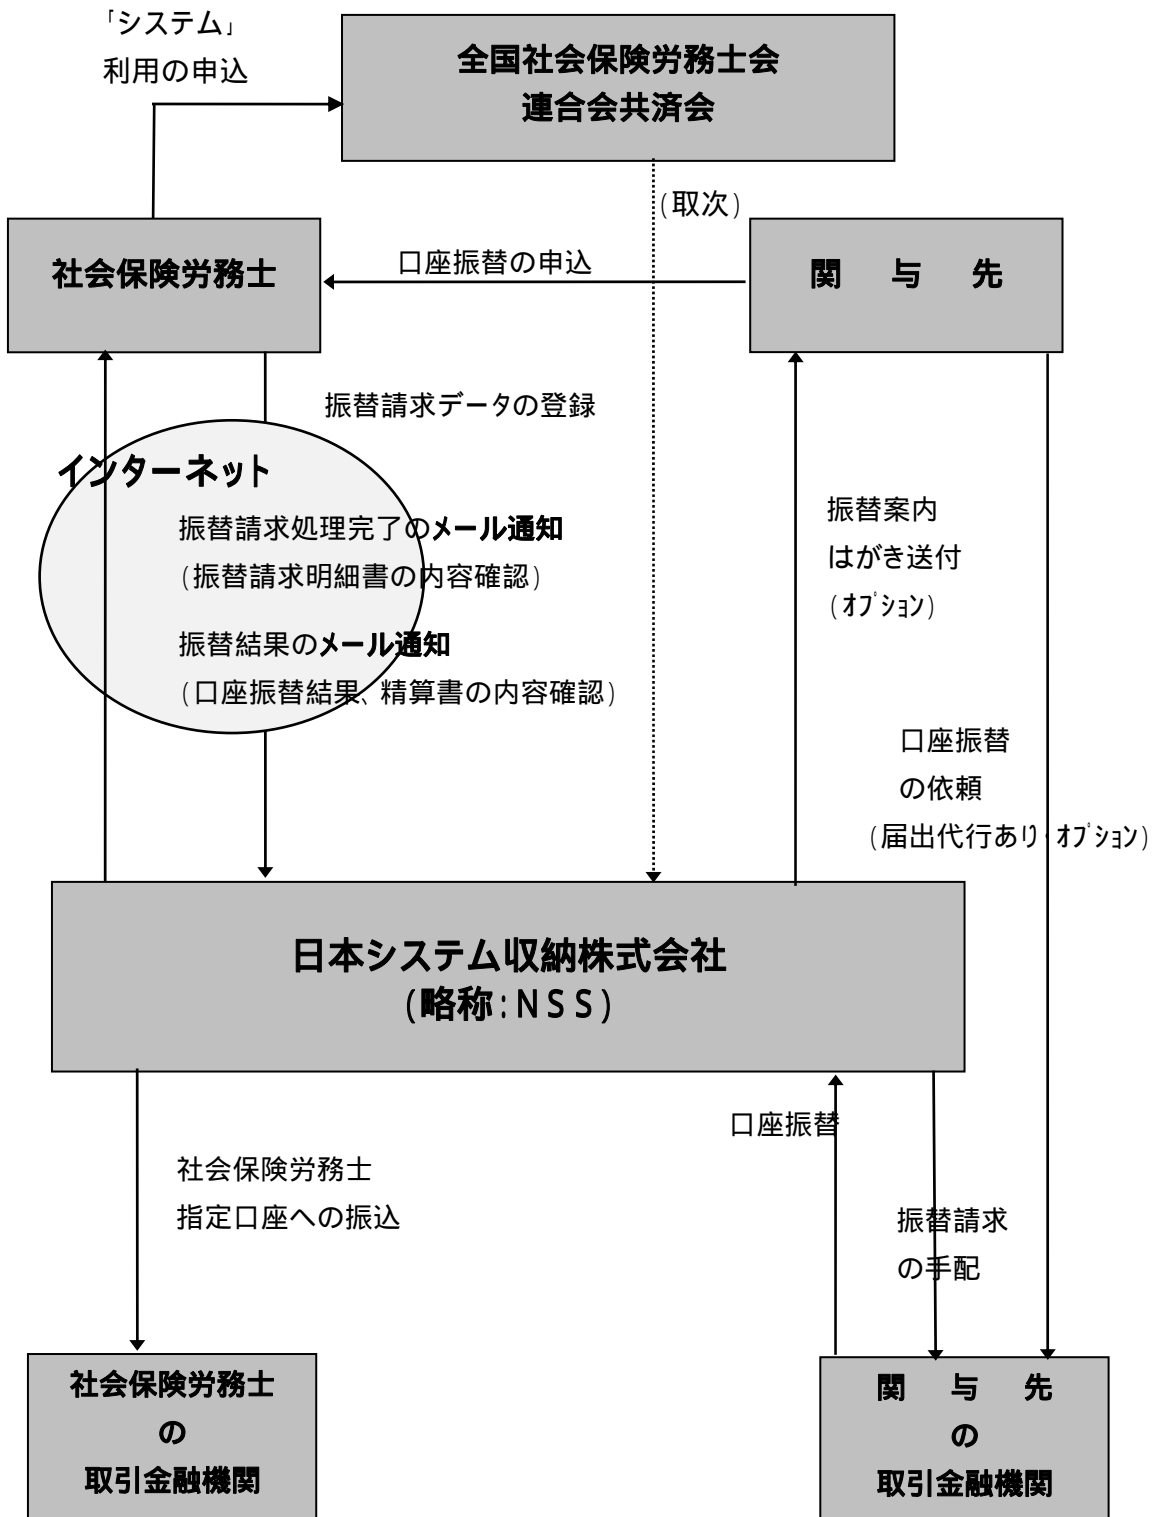 「システム」
利用の申込
全国社会保険労務士会
連合会共済会
(取次)
社会保険労務士
口座振替の申込
関　与　先
振替請求データの登録
インターネット
振替請求処理完了のメール通知
(振替請求明細書の内容確認)
振替結果のメール通知
(口座振替結果、精算書の内容確認)
振替案内
はがき送付
(ｵﾌﾟｼｮﾝ)
口座振替
の依頼
(届出代行あり・ｵﾌﾟｼｮﾝ)
日本システム収納株式会社
(略称:NSS)
口座振替
社会保険労務士
指定口座への振込
振替請求
の手配
社会保険労務士
の
取引金融機関
関　与　先
の
取引金融機関